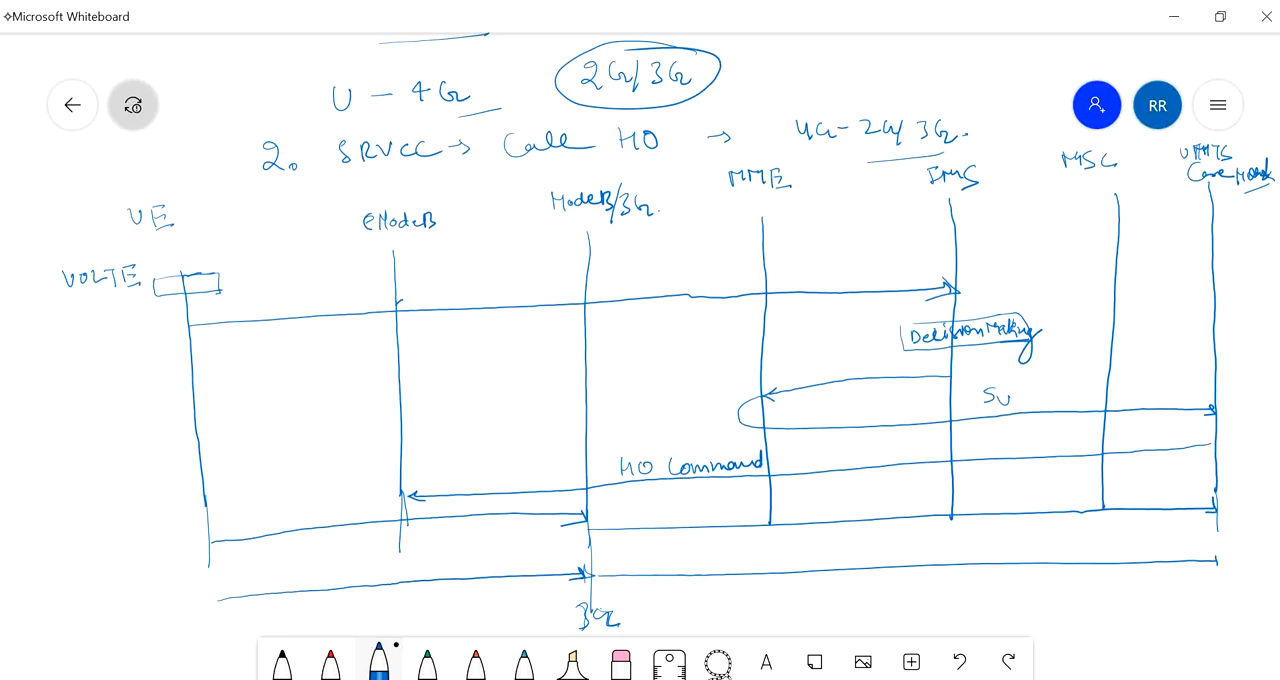 Microsoft Whiteboard
2G/3G
U - 4G
RR
2. SRVCC → Call HO → 4G - 2G/3G.
MME
IMS
MSC
UMTS
Core
UE
eNodeB
NodeB/3G.
VOLTE
Decision Making
Sv
HO Command
3G
A